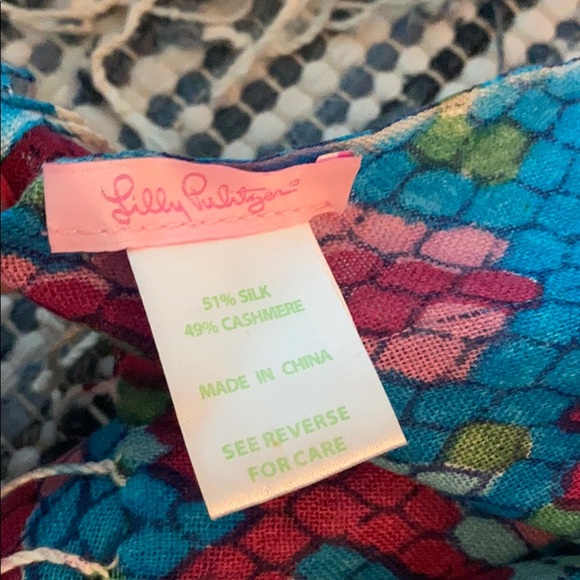 Lilly Pulitzer®
51% SILK
49% CASHMERE
MADE IN CHINA
SEE REVERSE
FOR CARE